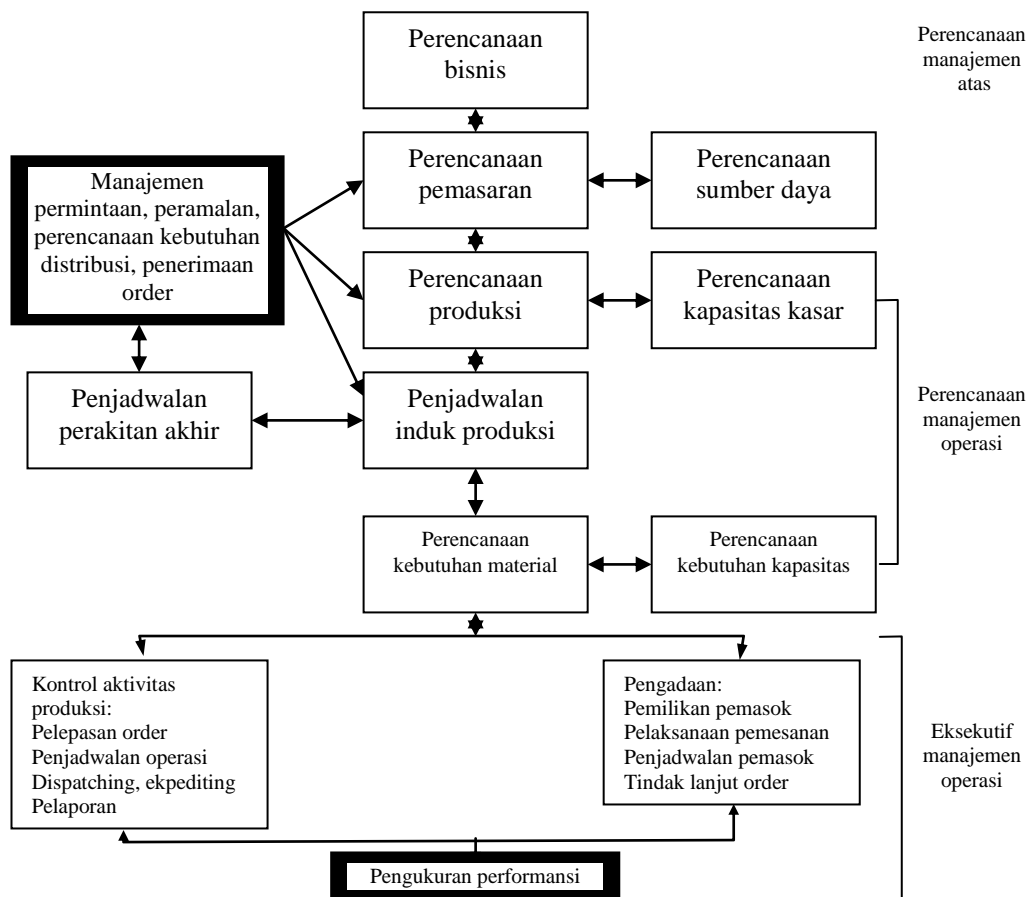 Perencanaan
bisnis
Perencanaan
manajemen
atas
Manajemen
permintaan, peramalan,
perencanaan kebutuhan
distribusi, penerimaan
order
Perencanaan
pemasaran
Perencanaan
sumber daya
Perencanaan
produksi
Perencanaan
kapasitas kasar
Penjadwalan
perakitan akhir
Penjadwalan
induk produksi
Perencanaan
manajemen
operasi
Perencanaan
kebutuhan material
Perencanaan
kebutuhan kapasitas
Kontrol aktivitas
produksi:
Pelepasan order
Penjadwalan operasi
Dispatching, ekpediting
Pelaporan
Pengadaan:
Pemilikan pemasok
Pelaksanaan pemesanan
Penjadwalan pemasok
Tindak lanjut order
Eksekutif
manajemen
operasi
Pengukuran performansi